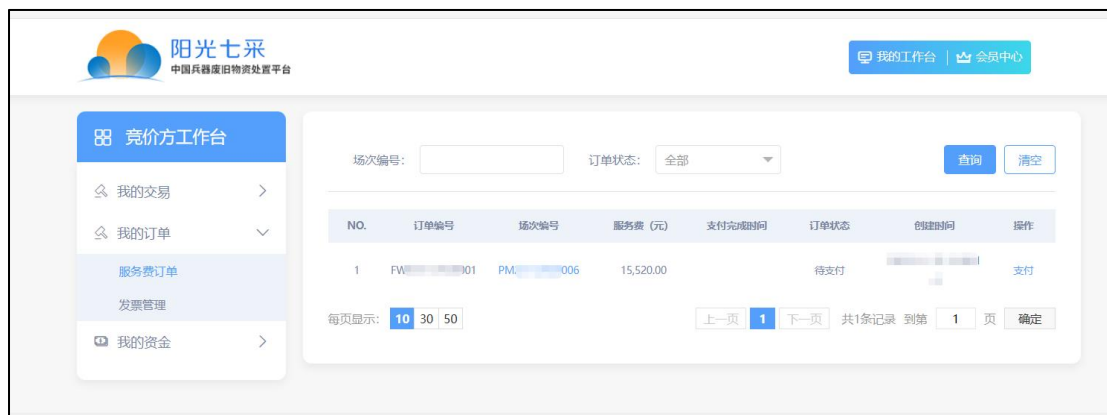 阳光七采
中国兵器废旧物资处置平台
我的工作台 | 会员中心
竞价方工作台
我的交易
我的订单
服务费订单
发票管理
我的资金
场次编号:
订单状态: 全部
查询 清空
NO. 订单编号 场次编号 服务费（元） 支付完成时间 订单状态 创建时间 操作
1 FW 001 PM 006 15,520.00 待支付 支付
每页显示: 10 30 50 上一页 1 下一页 共1条记录 到第 1 页 确定